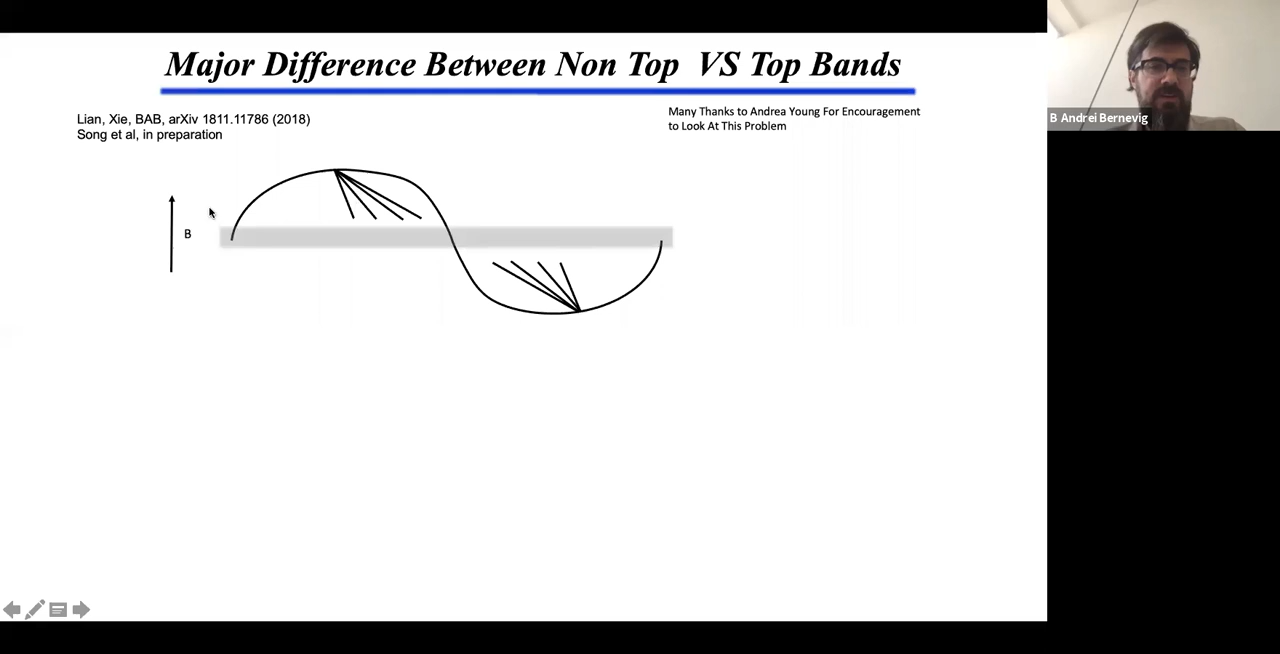 Major Difference Between Non Top VS Top Bands
Lian, Xie, BAB, arXiv 1811.11786 (2018)
Song et al, in preparation
Many Thanks to Andrea Young For Encouragement
to Look At This Problem
B
B Andrei Bernevig